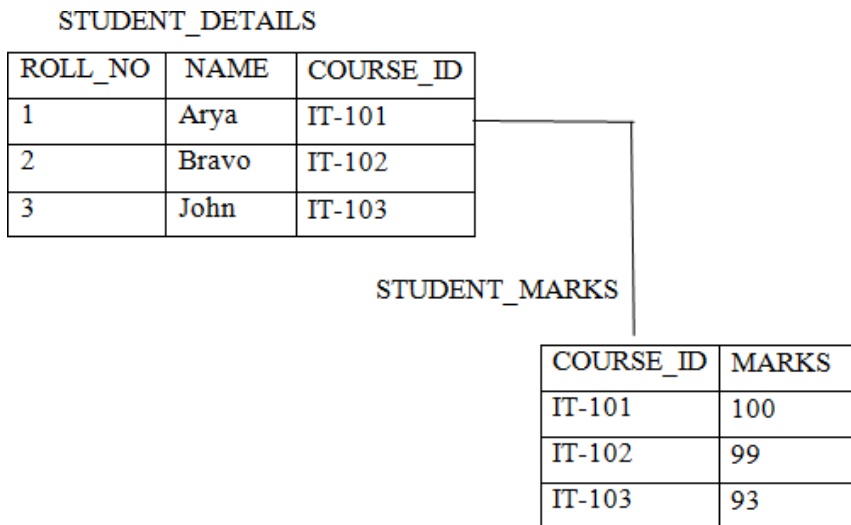 STUDENT_DETAILS
ROLL_NO NAME COURSE_ID
1 Arya IT-101
2 Bravo IT-102
3 John IT-103
STUDENT_MARKS
COURSE_ID MARKS
IT-101 100
IT-102 99
IT-103 93